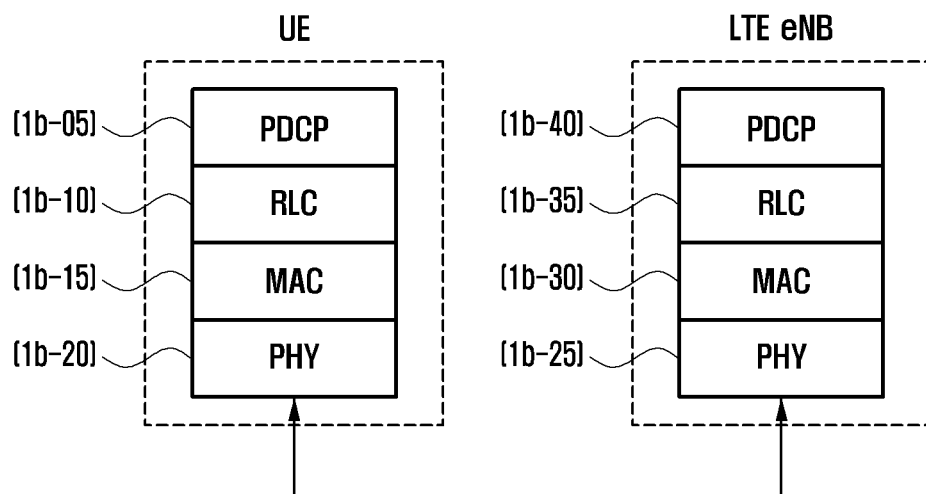 UE LTE eNB
[1b-05] PDCP [1b-40] PDCP
[1b-10] RLC [1b-35] RLC
[1b-15] MAC [1b-30] MAC
[1b-20] PHY [1b-25] PHY